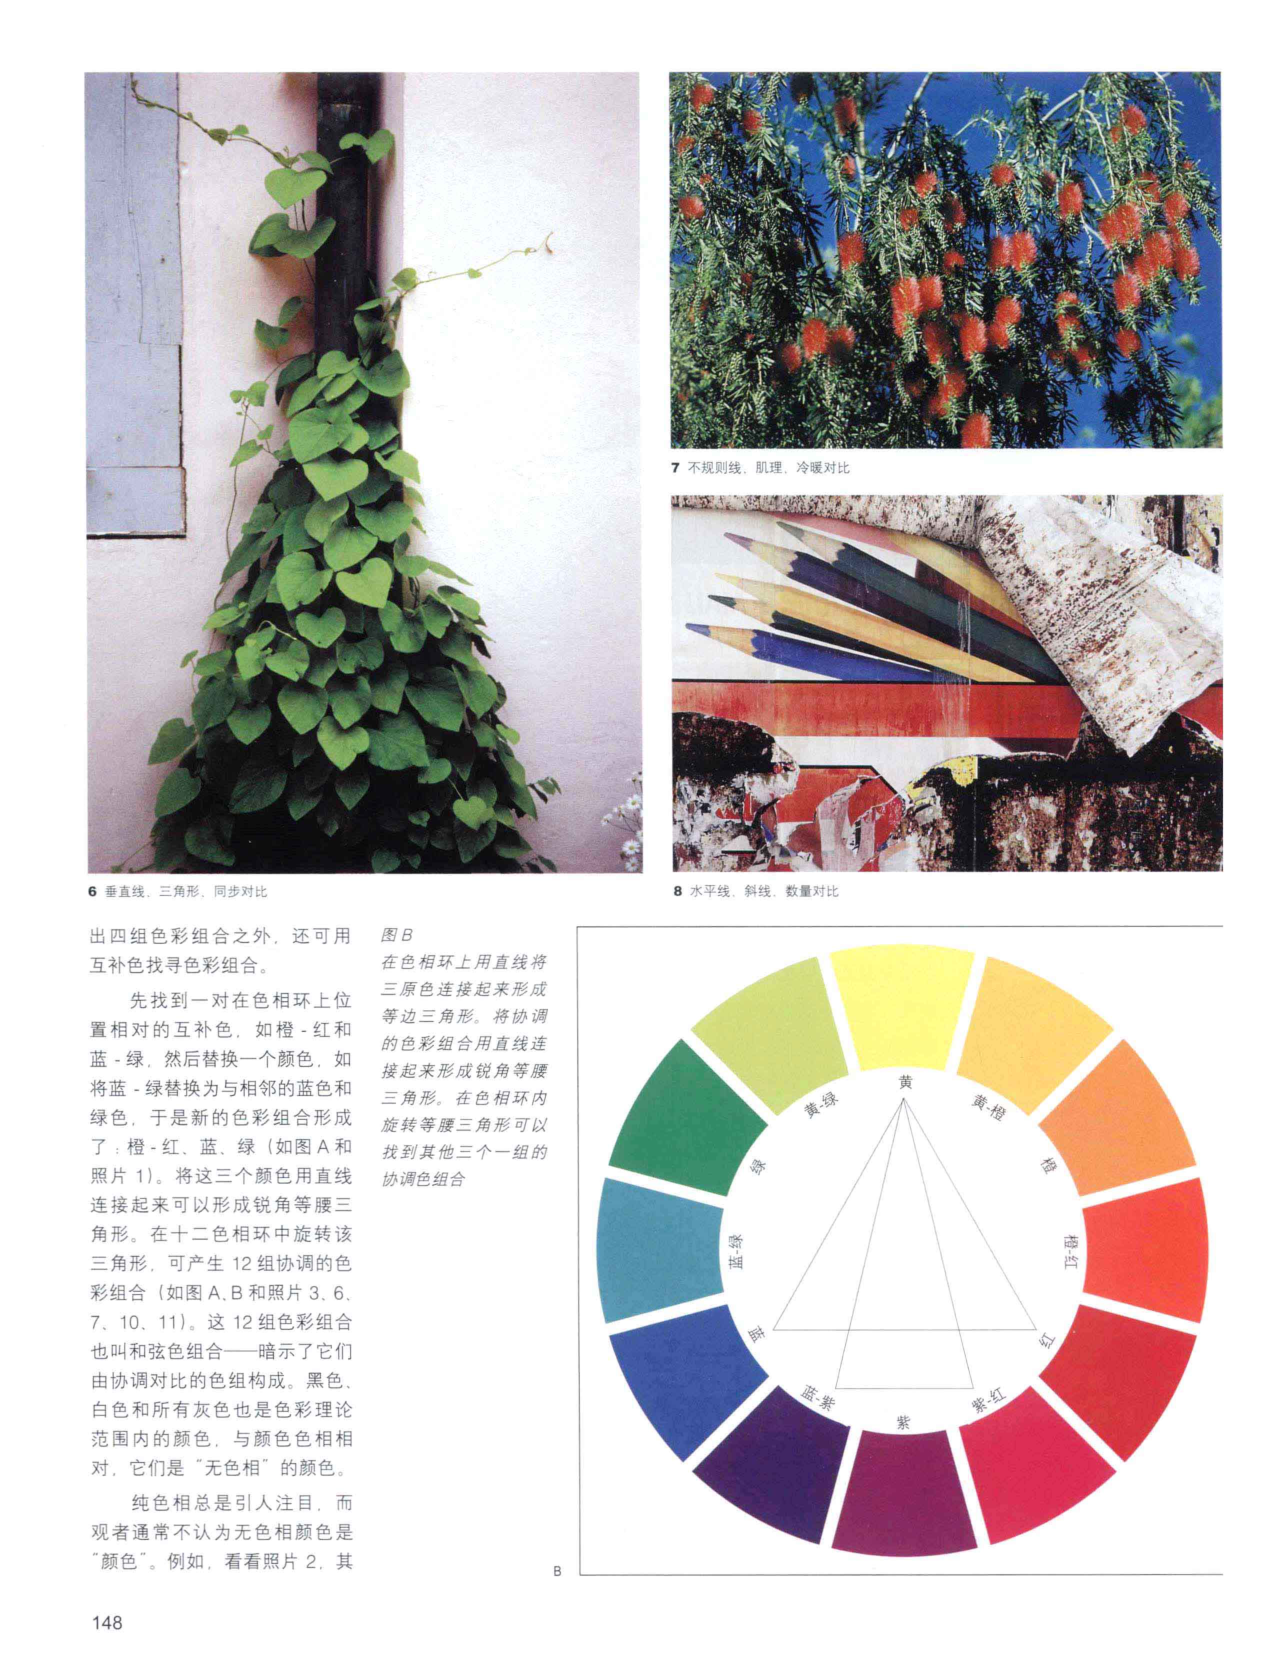 7 不规则线、肌理、冷暖对比
6 垂直线、三角形、同步对比
8 水平线、斜线、数量对比
出四组色彩组合之外，还可用
互补色找寻色彩组合。
先找到一对在色相环上位
置相对的互补色，如橙-红和
蓝-绿，然后替换一个颜色，如
将蓝-绿替换为与相邻的蓝色和
绿色，于是新的色彩组合形成
了：橙-红、蓝、绿（如图A和
照片1）。将这三个颜色用直线
连接起来可以形成锐角等腰三
角形。在十二色相环中旋转该
三角形，可产生12组协调的色
彩组合（如图A、B和照片3、6、
7、10、11）。这12组色彩组合
也叫和弦色组合——暗示了它们
由协调对比的色组构成。黑色、
白色和所有灰色也是色彩理论
范围内的颜色，与颜色色相相
对，它们是“无色相”的颜色。
纯色相总是引人注目，而
观者通常不认为无色相颜色是
“颜色”。例如，看看照片2，其
图B
在色相环上用直线将
三原色连接起来形成
等边三角形。将协调
的色彩组合用直线连
接起来形成锐角等腰
三角形。在色相环内
旋转等腰三角形可以
找到其他三个一组的
协调色组合
黄
黄-橙
橙
橙-红
红
紫-红
紫
蓝-紫
蓝
蓝-绿
绿
黄-绿
B
148